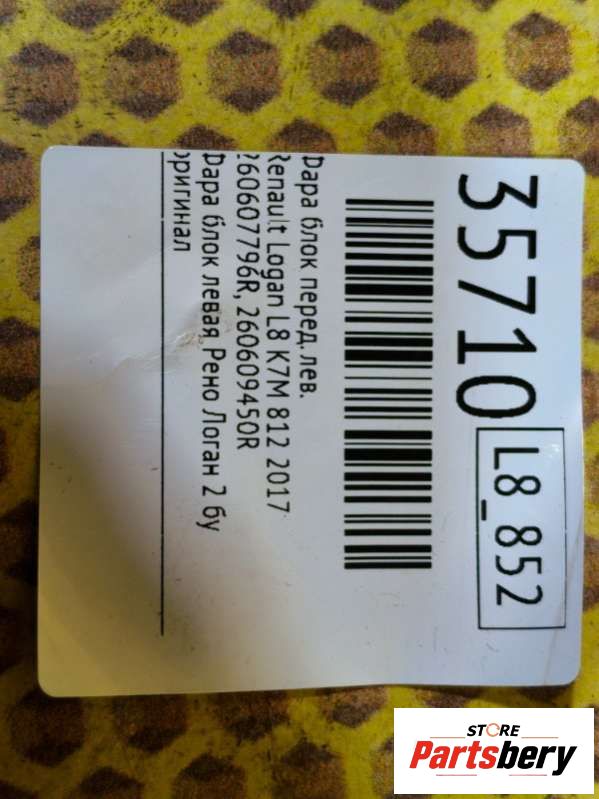 35710
L8_852
Фара блок перед.лев.
Renault Logan L8 K7M 812 2017
260607796R, 260609450R
Фара блок левая Рено Логан 2 бу
оригинал
STORE
Partsbery